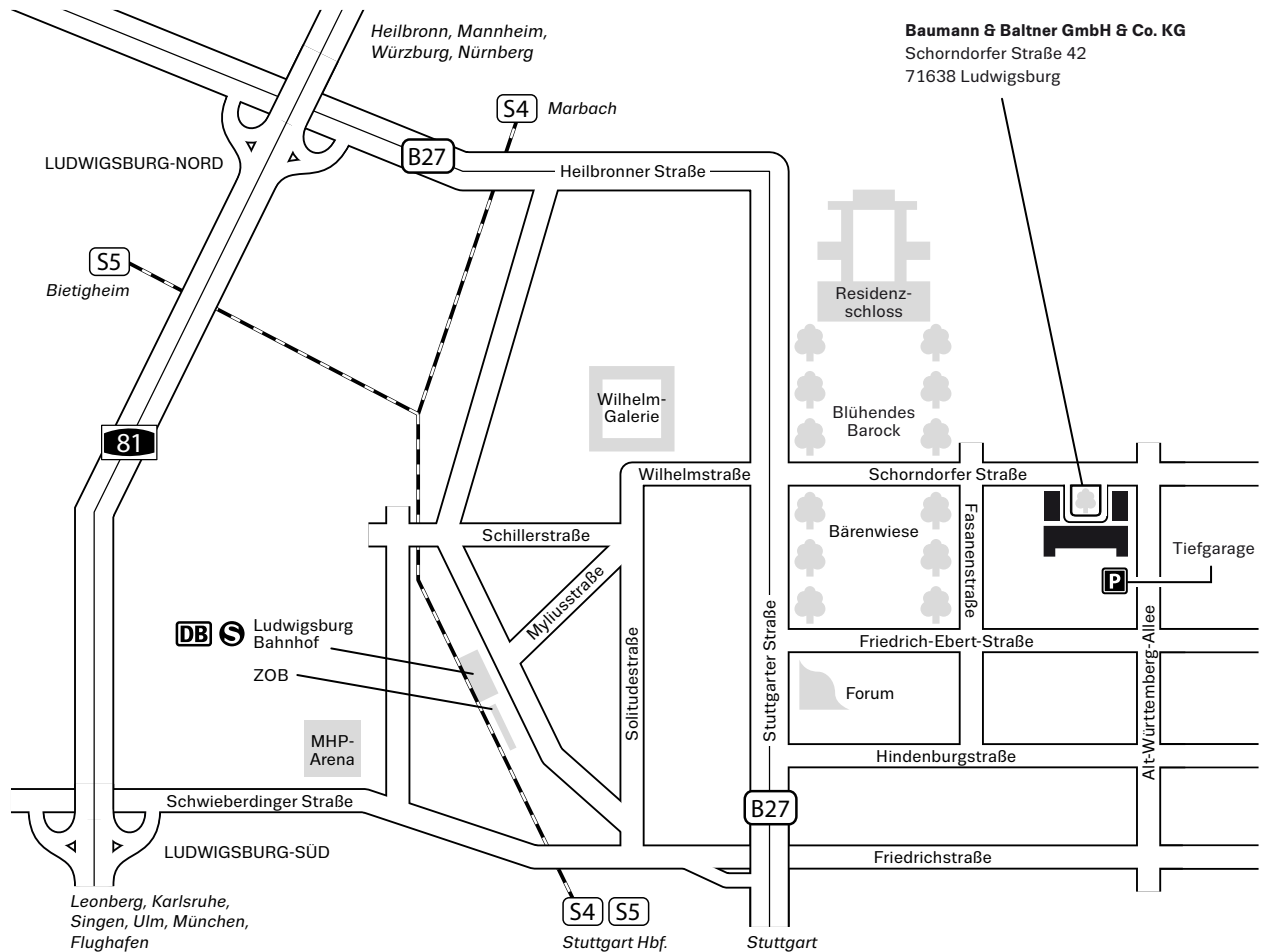 Heilbronn, Mannheim,
Würzburg, Nürnberg
Baumann & Baltner GmbH & Co. KG
Schorndorfer Straße 42
71638 Ludwigsburg
S4
Marbach
LUDWIGSBURG-NORD
B27
Heilbronner Straße
S5
Bietigheim
Residenz-
schloss
81
Wilhelm-
Galerie
Blühendes
Barock
Wilhelmstraße
Schorndorfer Straße
Schillerstraße
Bärenwiese
Fasanenstraße
Tiefgarage
P
Myliusstraße
DB
S
Ludwigsburg
Bahnhof
ZOB
Solitudestraße
Stuttgarter Straße
Friedrich-Ebert-Straße
Alt-Württemberg-Allee
Forum
MHP-
Arena
Hindenburgstraße
Schwieberdinger Straße
B27
LUDWIGSBURG-SÜD
Friedrichstraße
Leonberg, Karlsruhe,
Singen, Ulm, München,
Flughafen
S4
S5
Stuttgart Hbf.
Stuttgart